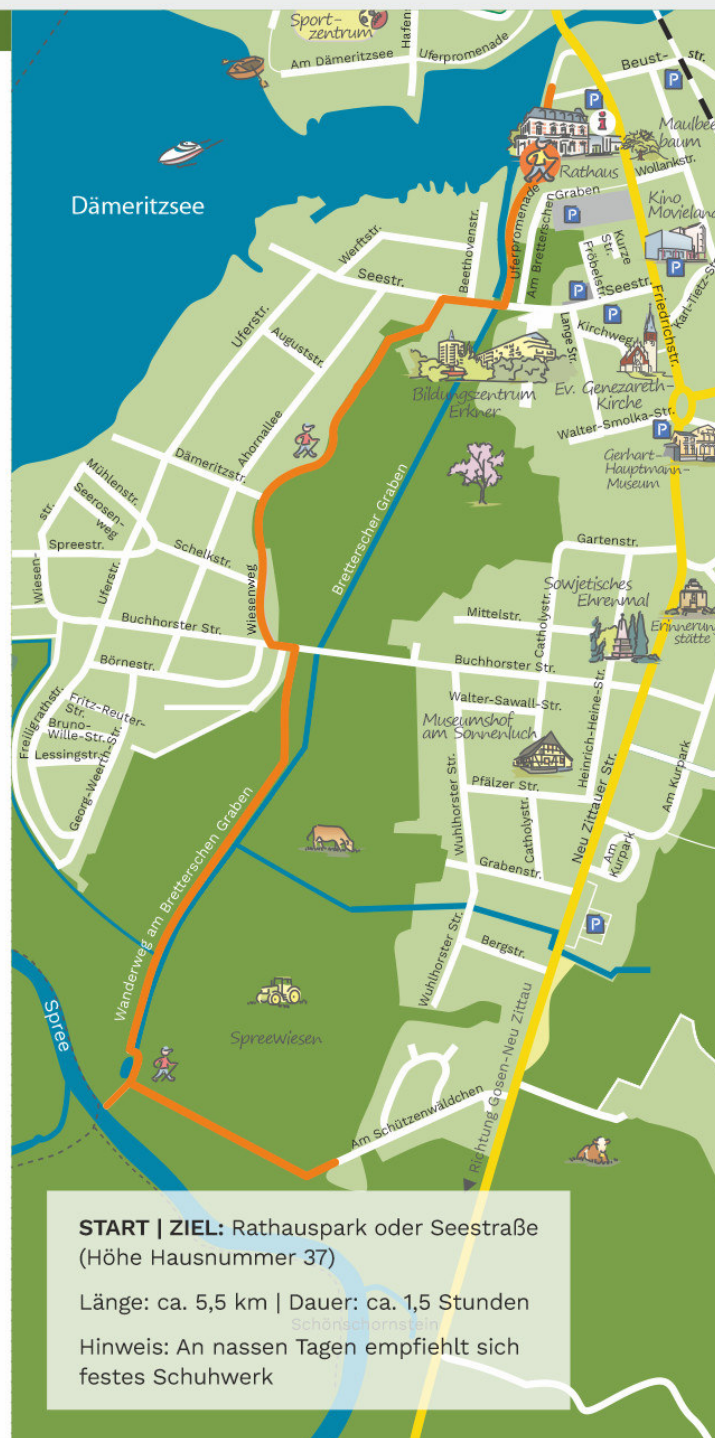 Sport-
zentrum
Hafens
Am Dämeritzsee
Uferpromenade
Beust-
str.
P
i
Maulbee
baum
Rathaus
Wollankstr.
Dämeritzsee
Uferpromenade
Am Bretterschen
Graben
P
Kino
Movieland
Kurze
Str.
Fröbelstr.
P
Werftstr.
Beethovenstr.
Seestr.
P
Seestr.
P
Friedrichstr.
Karl-Tietz-Str
Uferstr.
Auguststr.
Lange Str.
Kirchweg
Bildungszentrum
Erkner
Ev. Genezareth-
Kirche
Walter-Smolka-Str.
P
Gerhart-
Hauptmann-
Museum
Ahornallee
Dämeritzstr.
Mühlenstr.
Seerosen-
weg
Bretterscher Graben
Wiesen-
str.
Spreestr.
Uferstr.
Schelkstr.
Wiesenweg
Gartenstr.
Sowjetisches
Ehrenmal
Erinnerun
stätte
Mittelstr.
Catholystr.
Buchhorster Str.
Buchhorster Str.
Börnestr.
Walter-Sawall-Str.
Heinrich-Heine-Str.
Museumshof
am Sonnenluch
Freiligrathstr.
Fritz-Reuter-
Str.
Bruno-
Wille-Str.
Lessingstr.
Georg-Weerth-Str.
Wuhlhorster Str.
Pfälzer Str.
Catholystr.
Neu Zittauer Str.
Am Kurpark
Am
Kurpark
Grabenstr.
P
Wanderweg am Bretterschen Graben
Wuhlhorster Str.
Bergstr.
Spree
Spreewiesen
Am Schützenwäldchen
Richtung Gosen-Neu Zittau
START | ZIEL: Rathauspark oder Seestraße
(Höhe Hausnummer 37)
Länge: ca. 5,5 km | Dauer: ca. 1,5 Stunden
Schönschornstein
Hinweis: An nassen Tagen empfiehlt sich
festes Schuhwerk